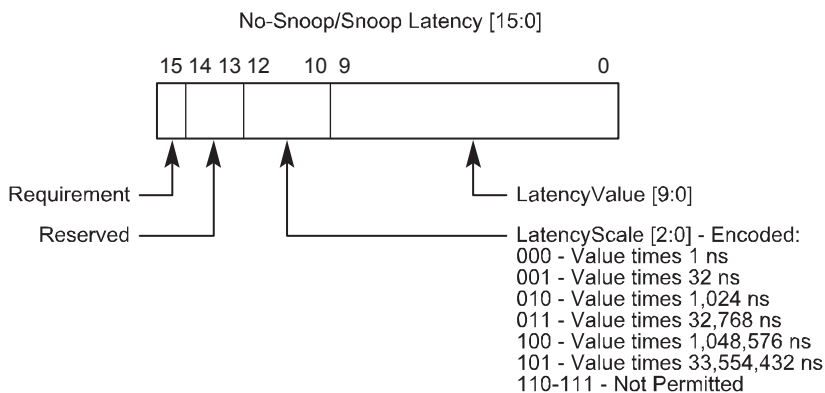 No-Snoop/Snoop Latency [15:0]
15 14 13 12 10 9 0
Requirement
LatencyValue [9:0]
Reserved
LatencyScale [2:0] - Encoded:
000 - Value times 1 ns
001 - Value times 32 ns
010 - Value times 1,024 ns
011 - Value times 32,768 ns
100 - Value times 1,048,576 ns
101 - Value times 33,554,432 ns
110-111 - Not Permitted